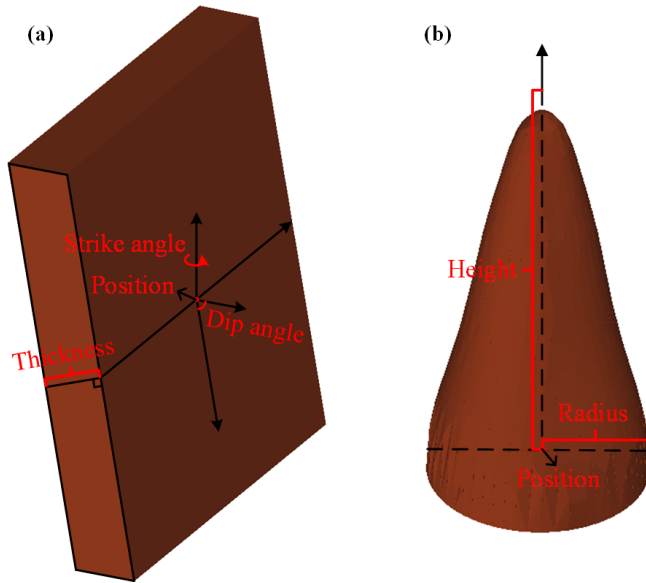 (a)
Strike angle
Position
Dip angle
Thickness
(b)
Height
Radius
Position